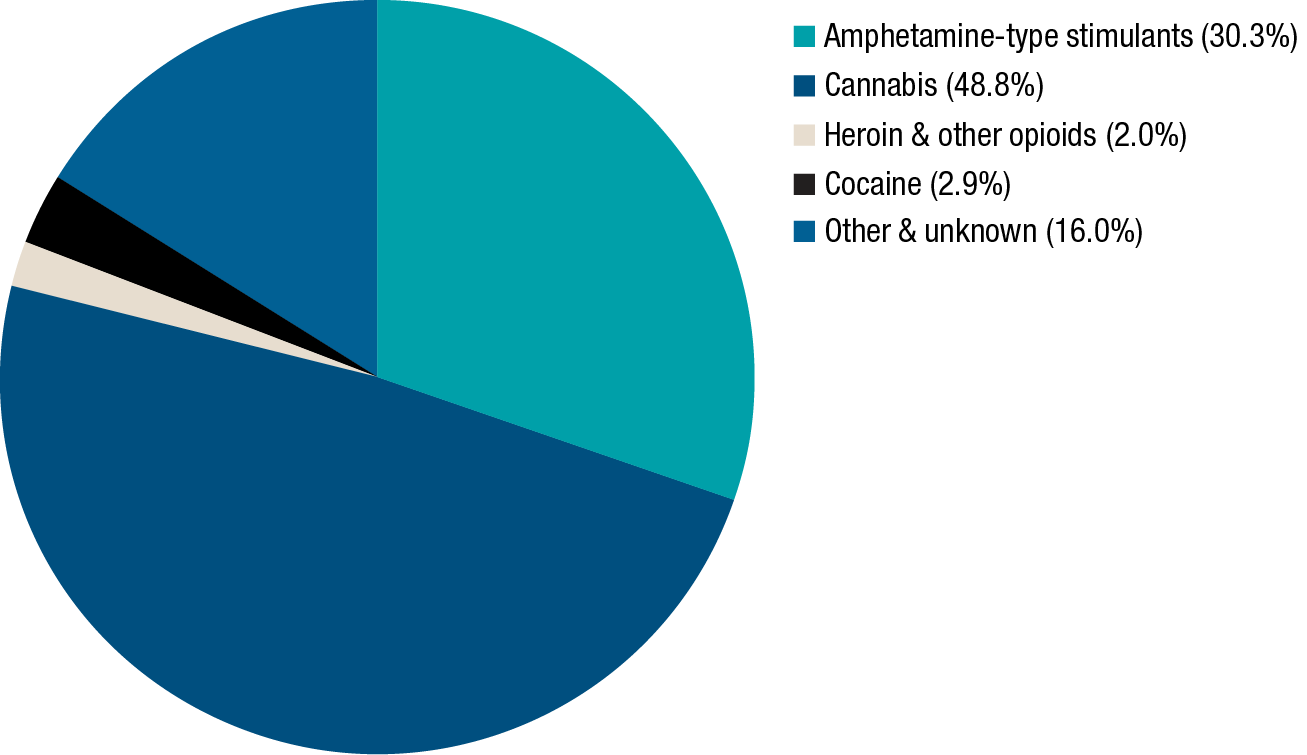 Amphetamine-type stimulants (30.3%)
Cannabis (48.8%)
Heroin & other opioids (2.0%)
Cocaine (2.9%)
Other & unknown (16.0%)